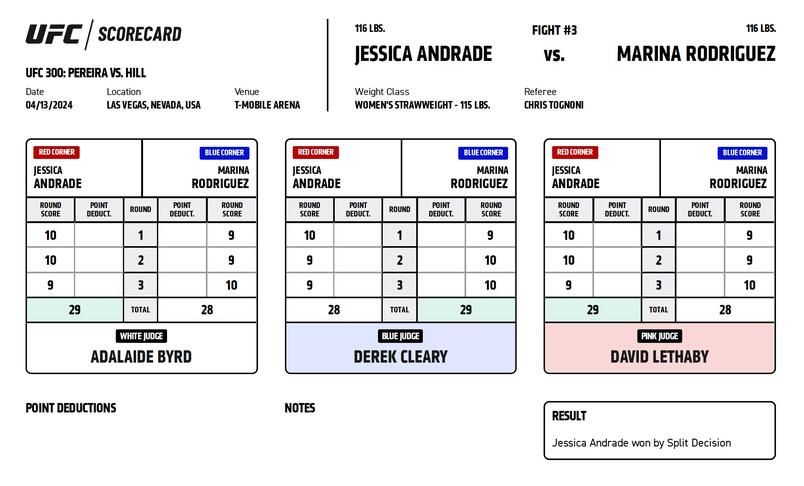 UFC SCORECARD
UFC 300: PEREIRA VS. HILL
Date Location Venue
04/13/2024 LAS VEGAS, NEVADA, USA T-MOBILE ARENA
116 LBS. FIGHT #3 116 LBS.
JESSICA ANDRADE VS. MARINA RODRIGUEZ
Weight Class Referee
WOMEN'S STRAWWEIGHT - 115 LBS. CHRIS TOGNONI
RED CORNER BLUE CORNER
JESSICA MARINA
ANDRADE RODRIGUEZ
ROUND POINT ROUND POINT ROUND
SCORE DEDUCT. DEDUCT. SCORE
10 1 9
10 2 9
9 3 10
29 TOTAL 28
WHITE JUDGE
ADALAIDE BYRD
RED CORNER BLUE CORNER
JESSICA MARINA
ANDRADE RODRIGUEZ
ROUND POINT ROUND POINT ROUND
SCORE DEDUCT. DEDUCT. SCORE
10 1 9
9 2 10
9 3 10
28 TOTAL 29
BLUE JUDGE
DEREK CLEARY
RED CORNER BLUE CORNER
JESSICA MARINA
ANDRADE RODRIGUEZ
ROUND POINT ROUND POINT ROUND
SCORE DEDUCT. DEDUCT. SCORE
10 1 9
10 2 9
9 3 10
29 TOTAL 28
PINK JUDGE
DAVID LETHABY
POINT DEDUCTIONS
NOTES
RESULT
Jessica Andrade won by Split Decision